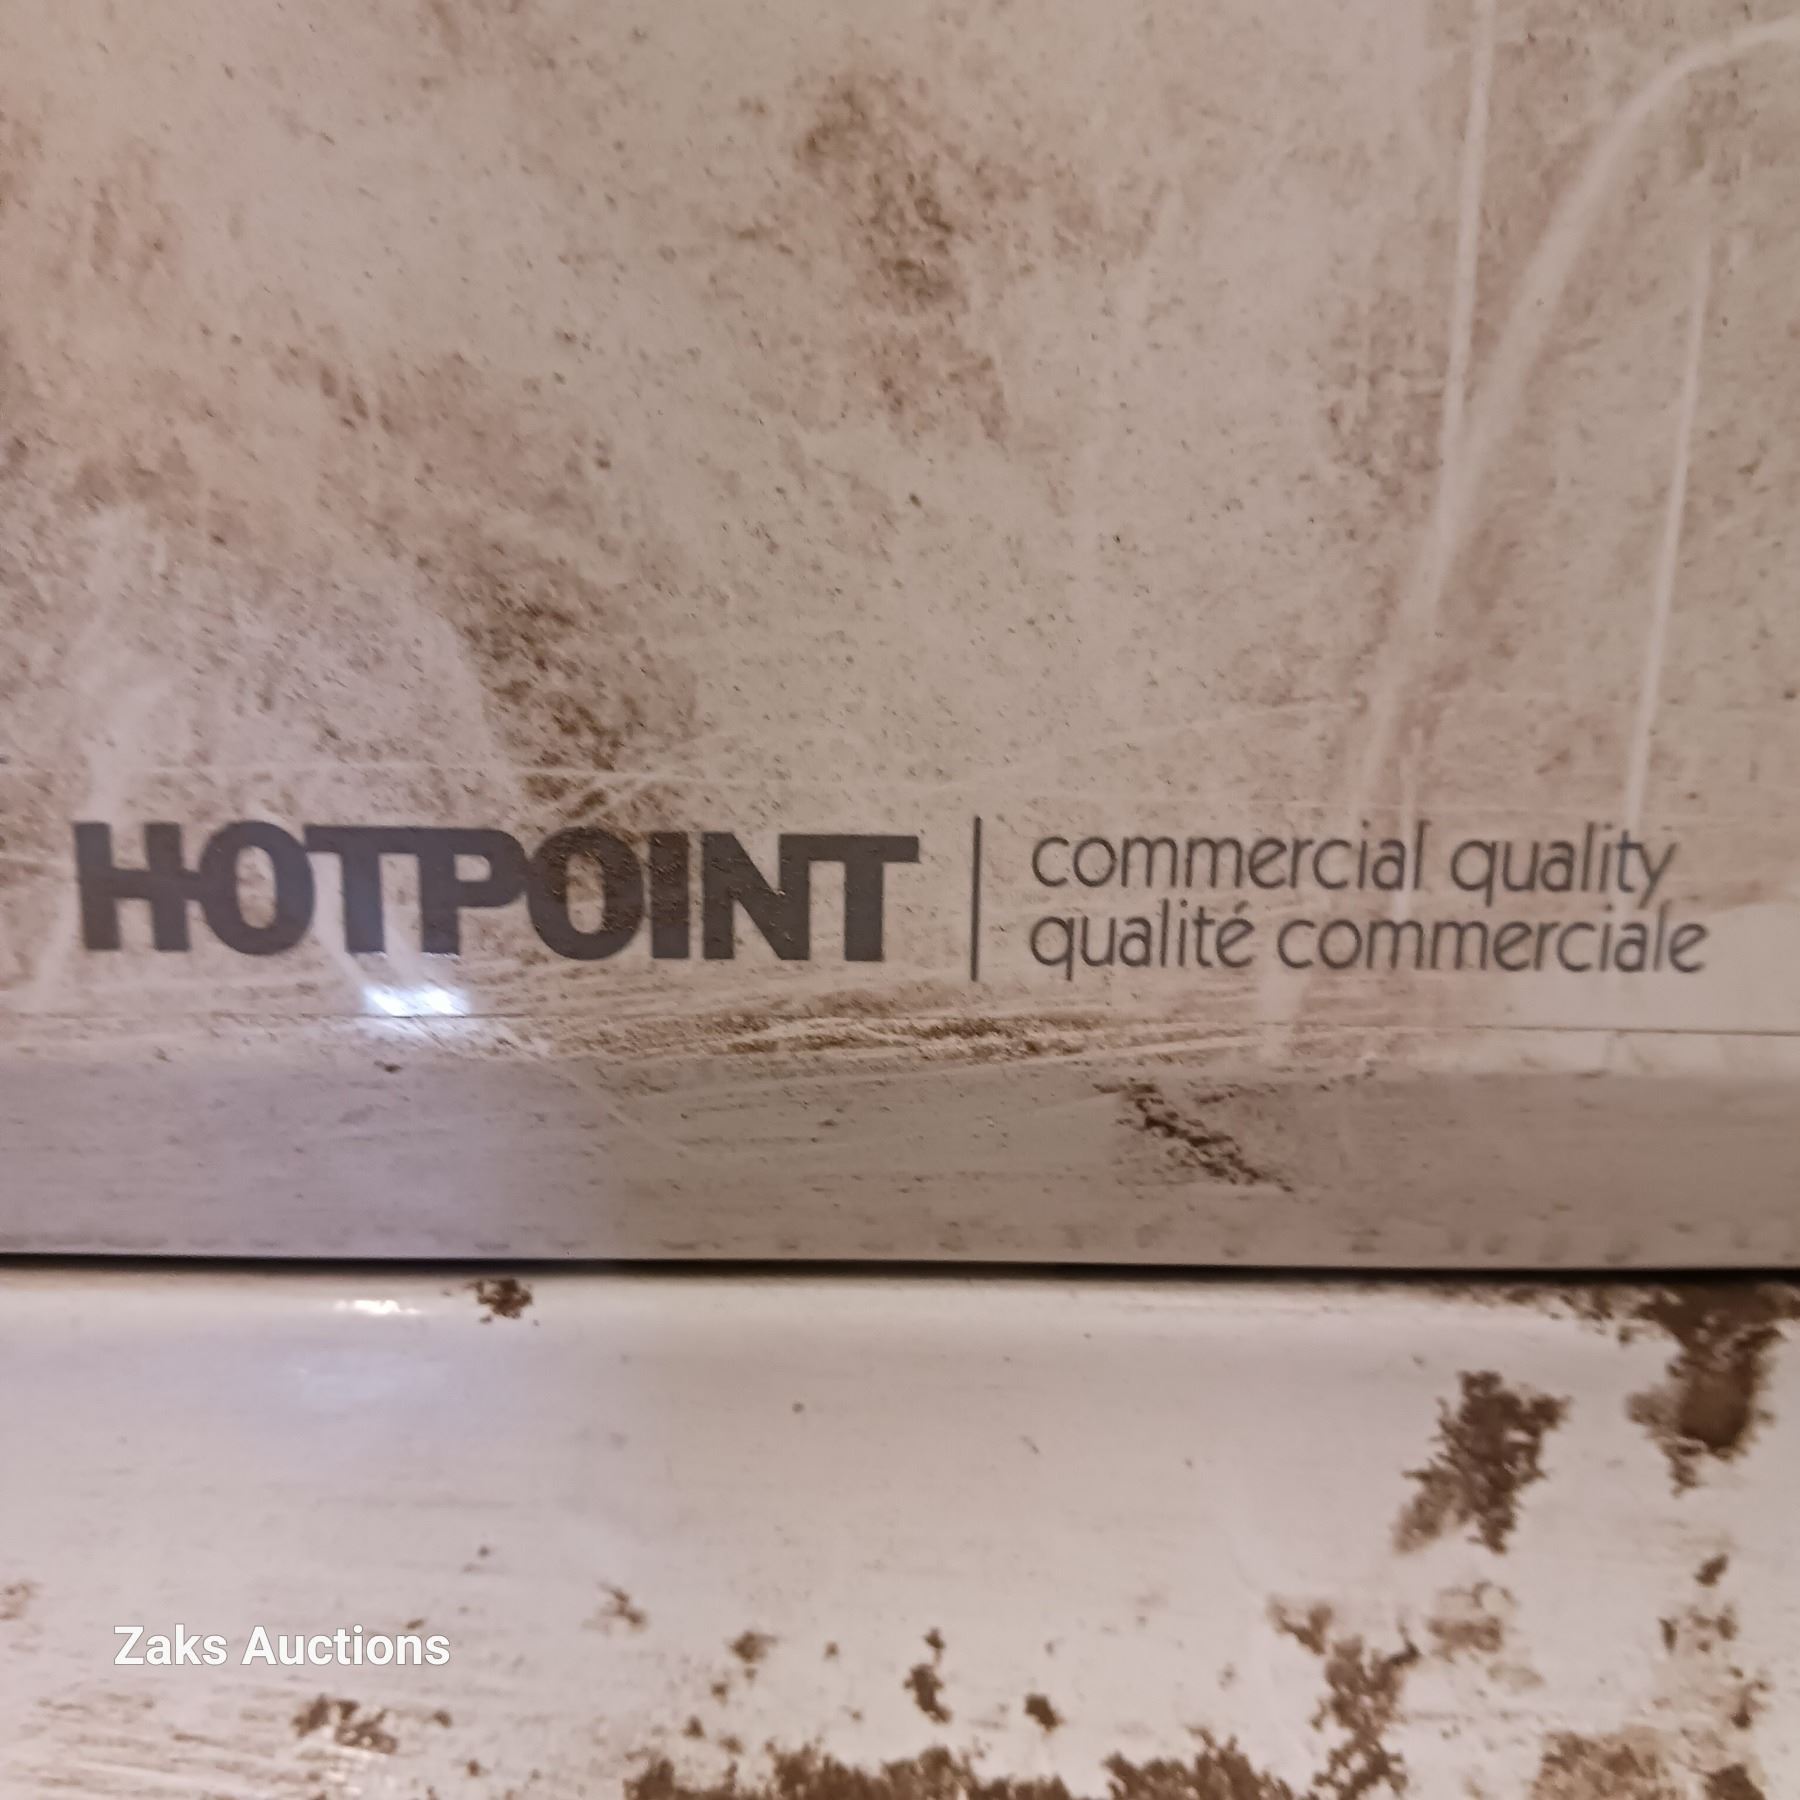 HOTPOINT
commercial quality
qualité commerciale
Zaks Auctions